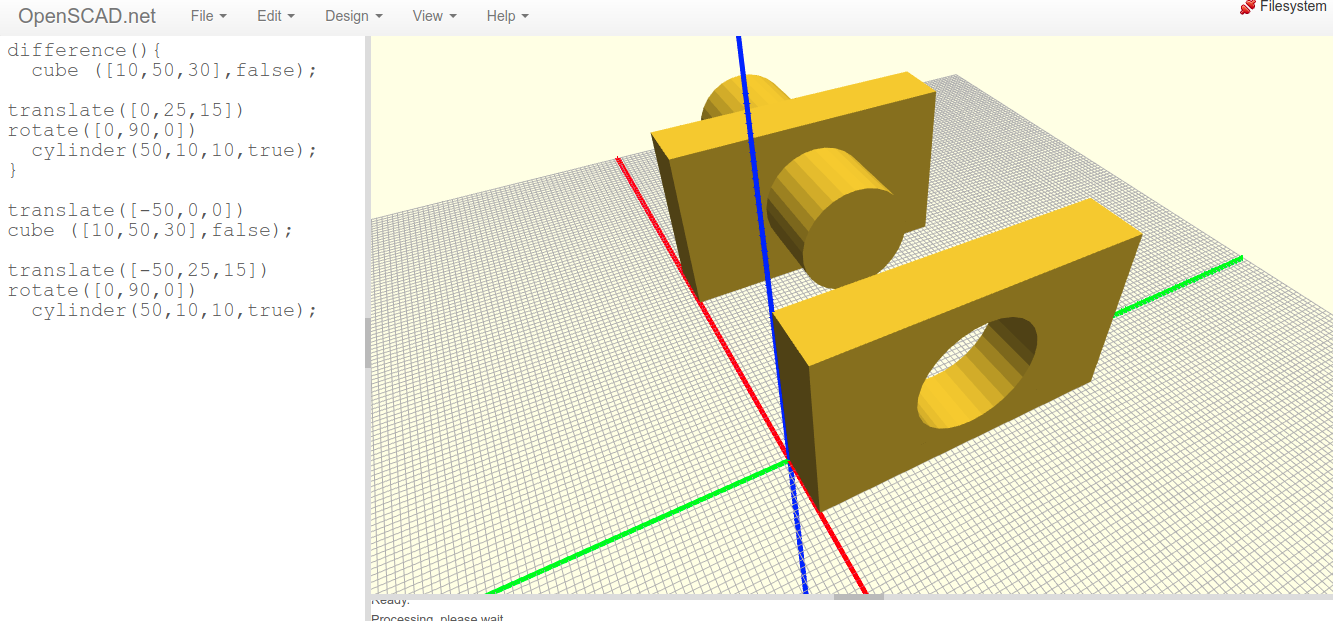 OpenSCAD.net File Edit Design View Help Filesystem
difference(){
cube ([10,50,30],false);
translate([0,25,15])
rotate([0,90,0])
cylinder(50,10,10,true);
}
translate([-50,0,0])
cube ([10,50,30],false);
translate([-50,25,15])
rotate([0,90,0])
cylinder(50,10,10,true);
Ready.
Processing, please wait